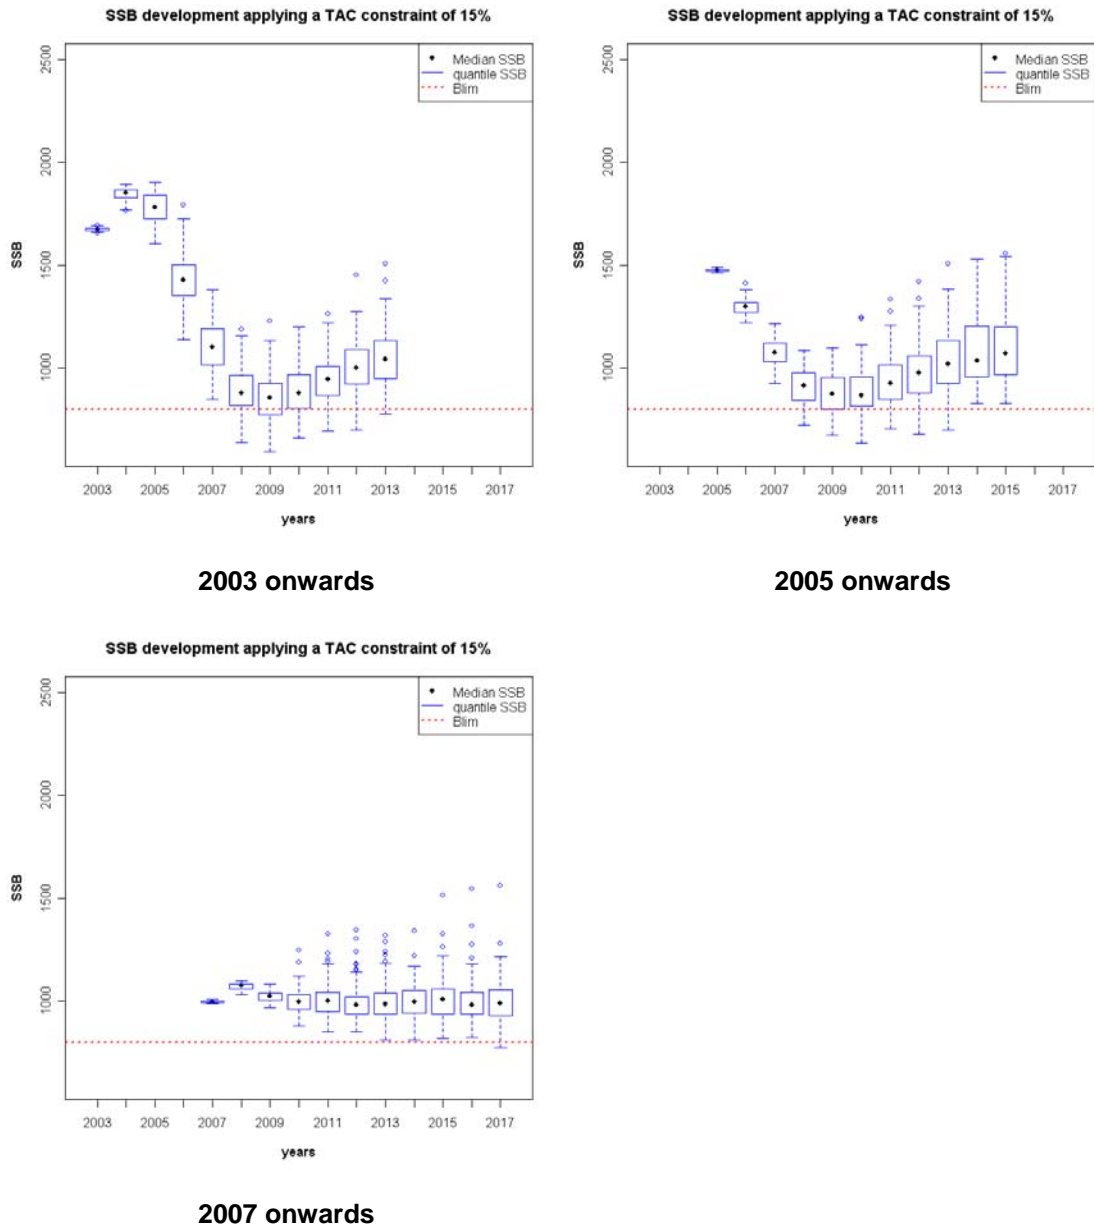 SSB development applying a TAC constraint of 15%
Median SSB
quantile SSB
Blim
2500
2000
1500
1000
SSB
2003 2005 2007 2009 2011 2013 2015 2017
years
2003 onwards
SSB development applying a TAC constraint of 15%
Median SSB
quantile SSB
Blim
2500
2000
1500
1000
SSB
2003 2005 2007 2009 2011 2013 2015 2017
years
2005 onwards
SSB development applying a TAC constraint of 15%
Median SSB
quantile SSB
Blim
2500
2000
1500
1000
SSB
2003 2005 2007 2009 2011 2013 2015 2017
years
2007 onwards